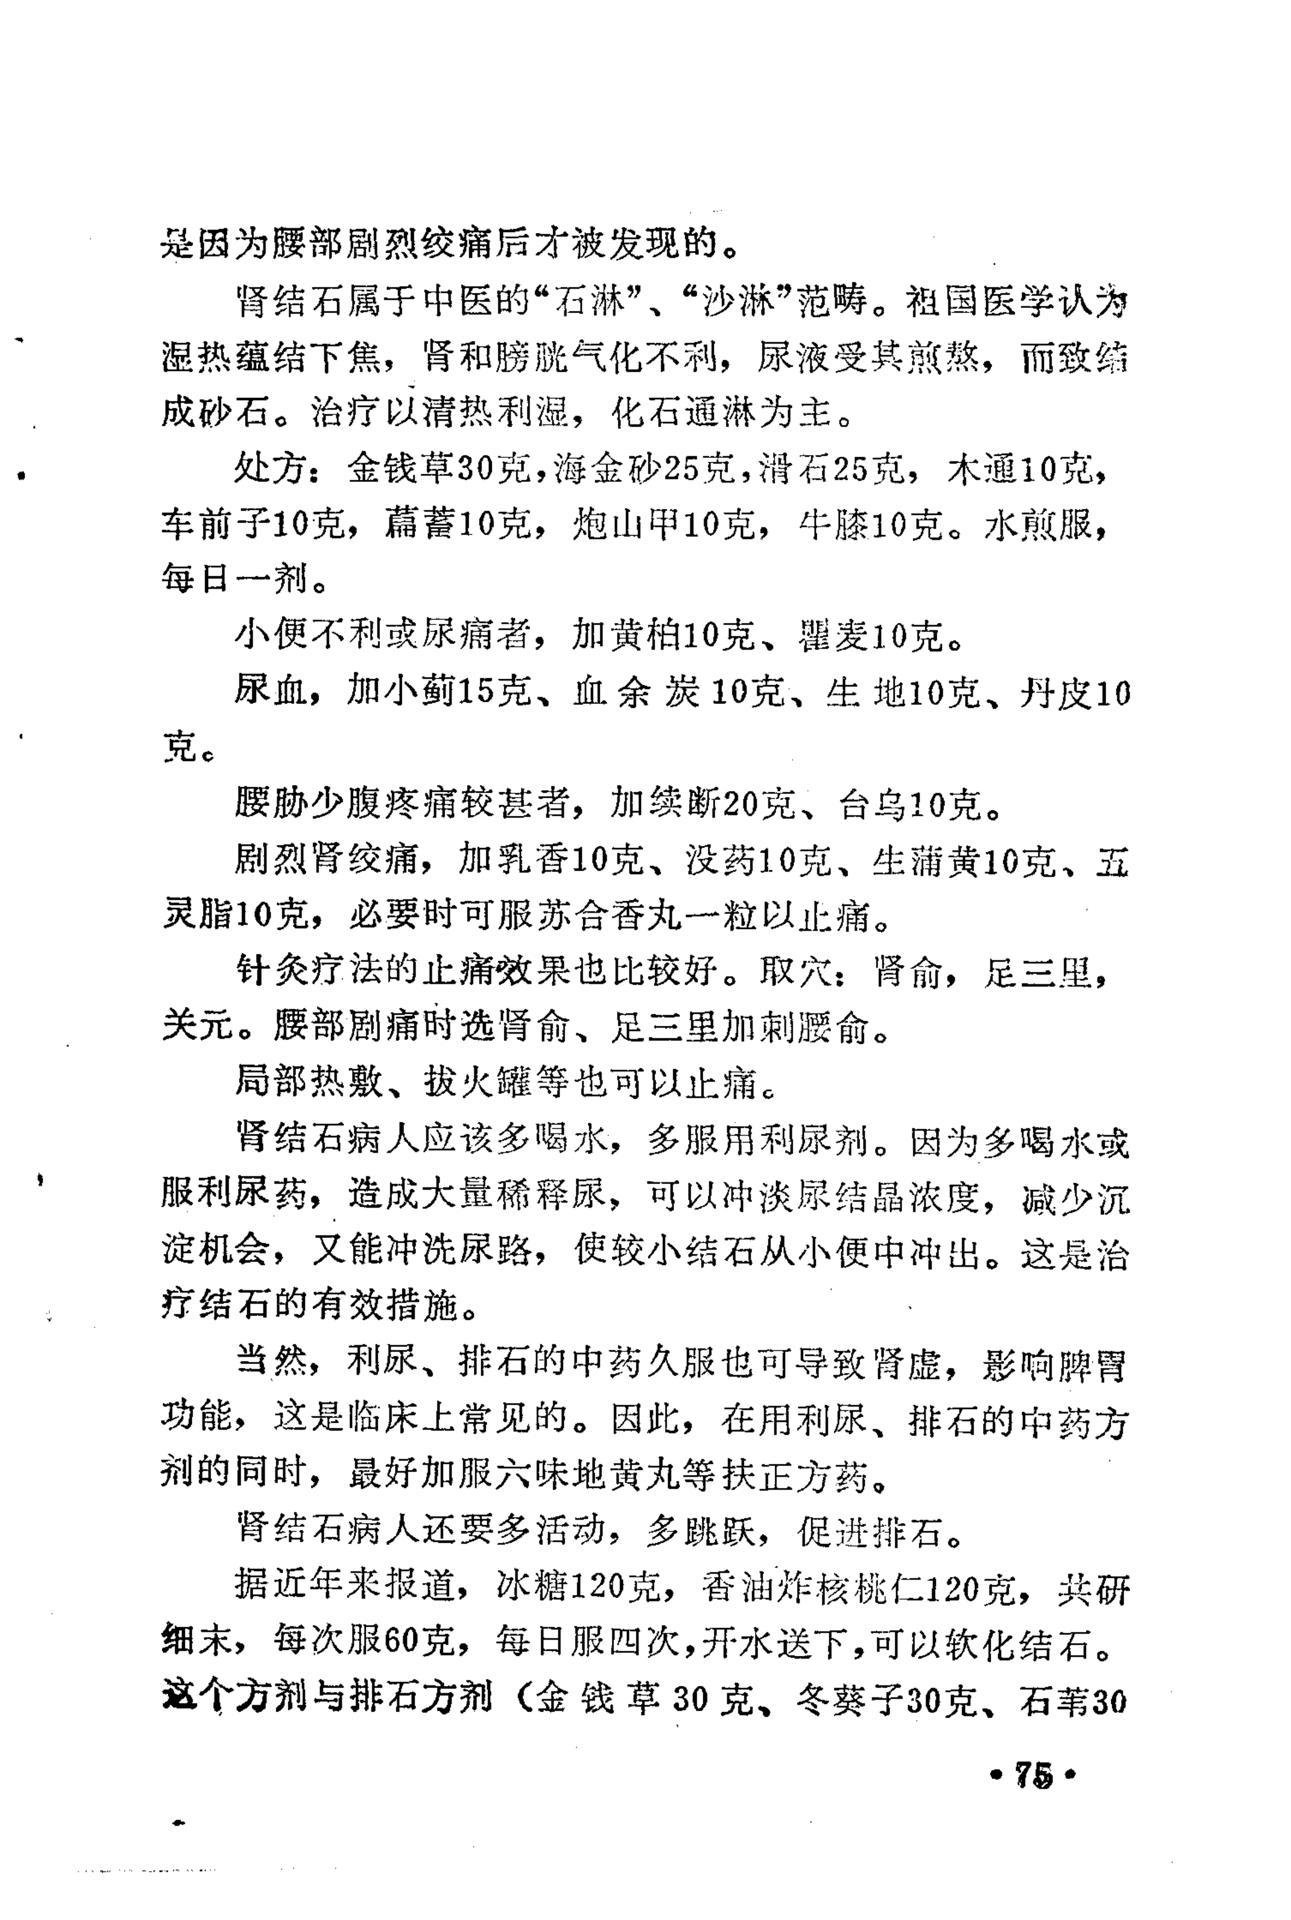 是因为腰部剧烈绞痛后才被发现的。
肾结石属于中医的“石淋”、“沙淋”范畴。祖国医学认为
湿热蕴结下焦，肾和膀胱气化不利，尿液受其煎熬，而致结
成砂石。治疗以清热利湿，化石通淋为主。
处方：金钱草30克，海金砂25克，滑石25克，木通10克，
车前子10克，萹蓄10克，炮山甲10克，牛膝10克。水煎服，
每日一剂。
小便不利或尿痛者，加黄柏10克、瞿麦10克。
尿血，加小蓟15克、血余炭10克、生地10克、丹皮10
克。
腰胁少腹疼痛较甚者，加续断20克、台乌10克。
剧烈肾绞痛，加乳香10克、没药10克、生蒲黄10克、五
灵脂10克，必要时可服苏合香丸一粒以止痛。
针灸疗法的止痛效果也比较好。取穴：肾俞，足三里，
关元。腰部剧痛时选肾俞、足三里加刺腰俞。
局部热敷、拔火罐等也可以止痛。
肾结石病人应该多喝水，多服用利尿剂。因为多喝水或
服利尿药，造成大量稀释尿，可以冲淡尿结晶浓度，减少沉
淀机会，又能冲洗尿路，使较小结石从小便中冲出。这是治
疗结石的有效措施。
当然，利尿、排石的中药久服也可导致肾虚，影响脾胃
功能，这是临床上常见的。因此，在用利尿、排石的中药方
剂的同时，最好加服六味地黄丸等扶正方药。
肾结石病人还要多活动，多跳跃，促进排石。
据近年来报道，冰糖120克，香油炸核桃仁120克，共研
细末，每次服60克，每日服四次，开水送下，可以软化结石。
这个方剂与排石方剂（金钱草30克、冬葵子30克、石苇30
·75·